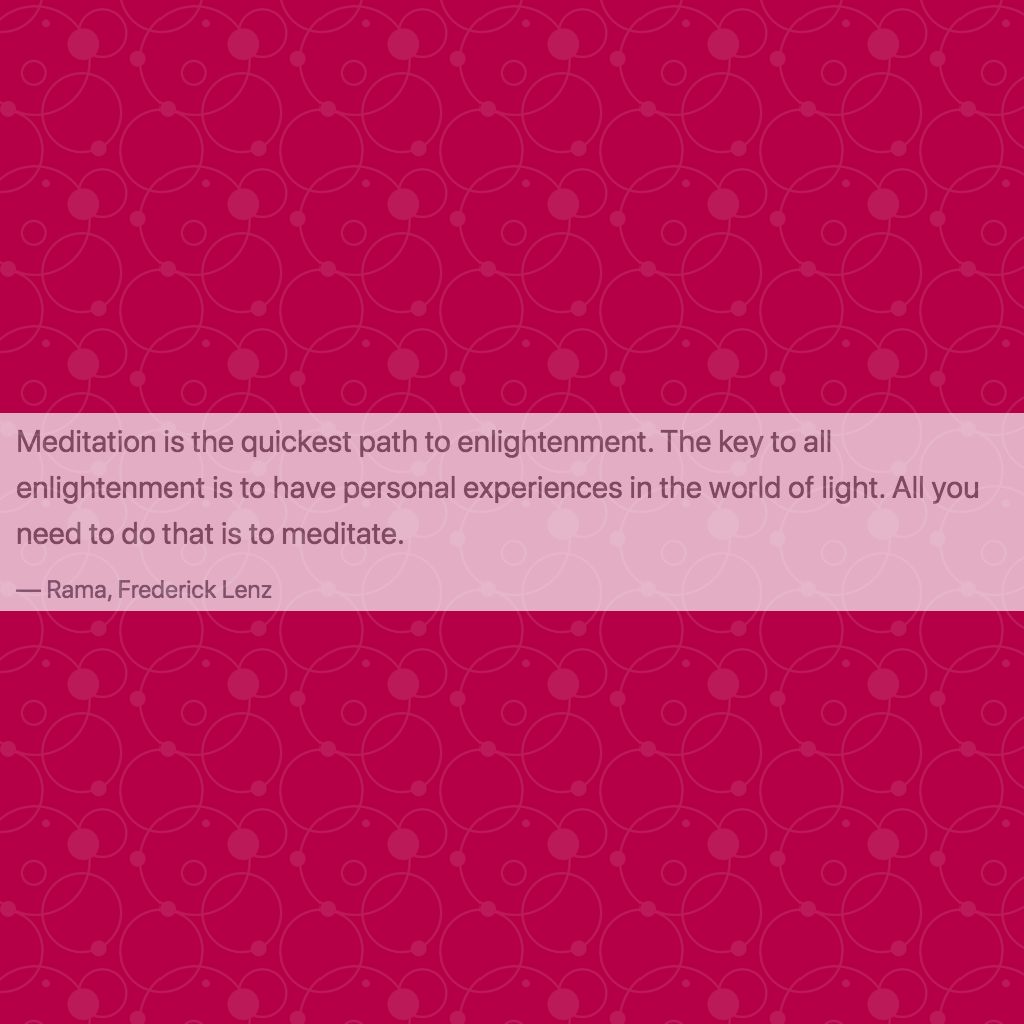 Meditation is the quickest path to enlightenment. The key to all
enlightenment is to have personal experiences in the world of light. All you
need to do that is to meditate.
— Rama, Frederick Lenz